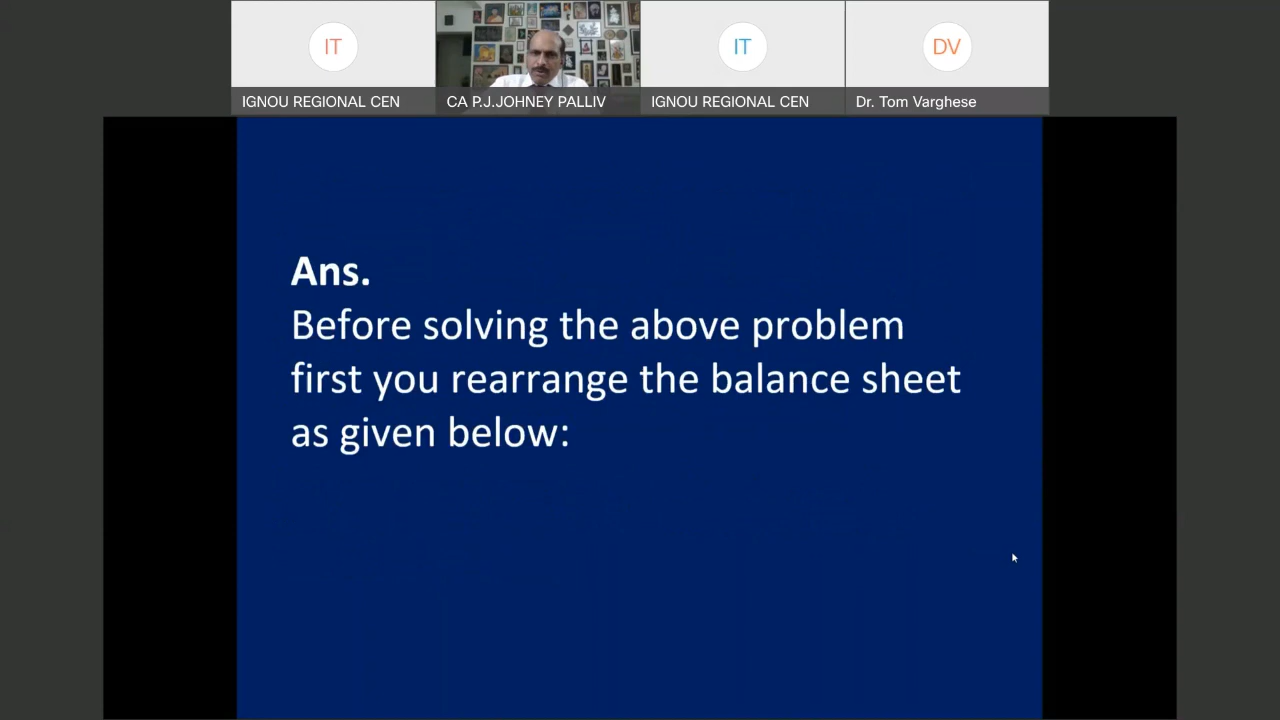 IT
IT
DV
IGNOU REGIONAL CEN
CA P.J.JOHNEY PALLIV
IGNOU REGIONAL CEN
Dr. Tom Varghese
Ans.
Before solving the above problem
first you rearrange the balance sheet
as given below: